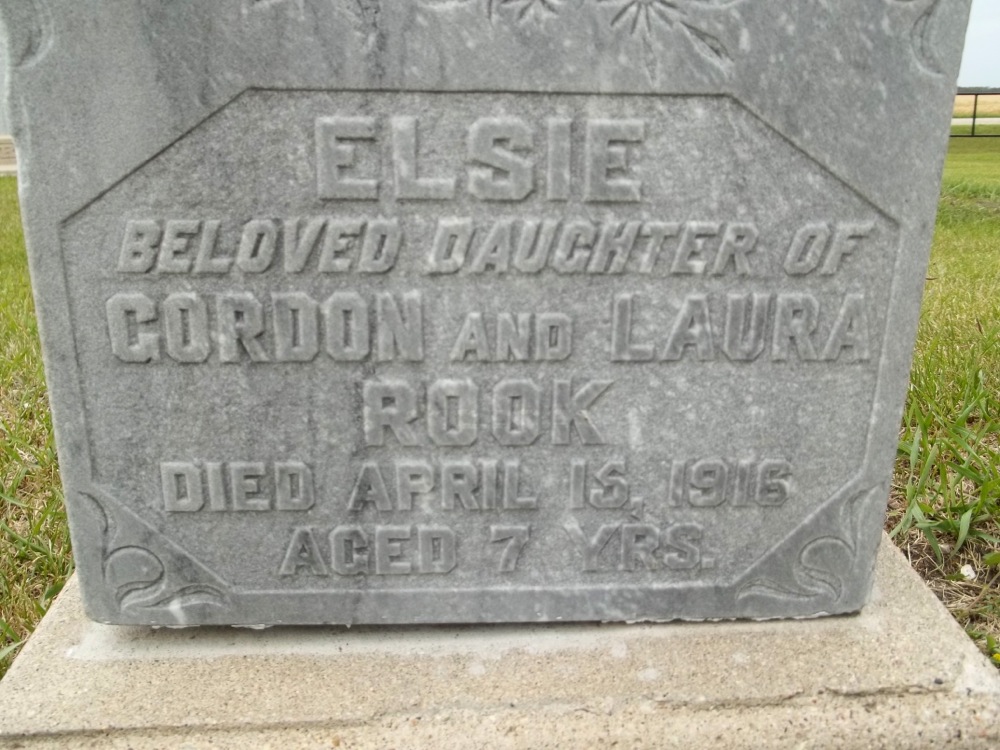 ELSIE
BELOVED DAUGHTER OF
GORDON AND LAURA
ROOK
DIED APRIL 15, 1916
AGED 7 YRS.